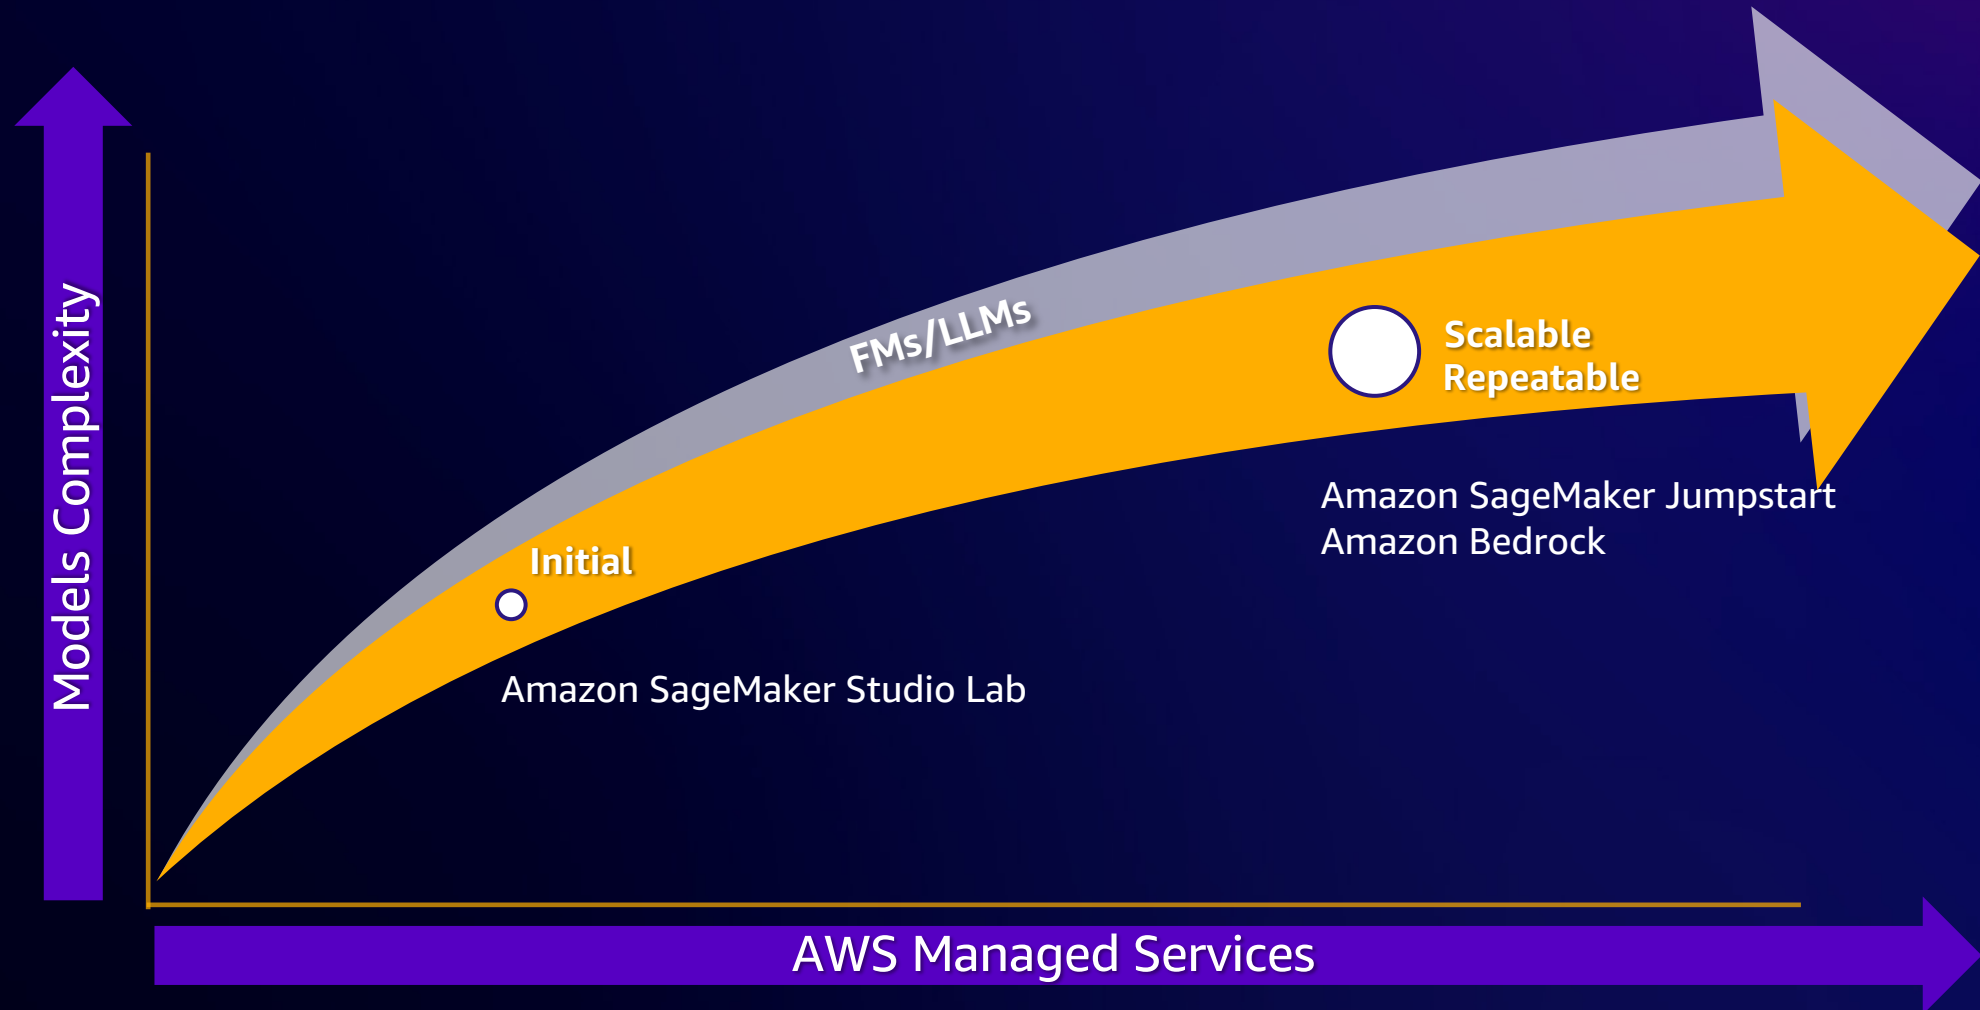 Models Complexity
FMs/LLMs
Scalable
Repeatable
Amazon SageMaker Jumpstart
Amazon Bedrock
Initial
Amazon SageMaker Studio Lab
AWS Managed Services